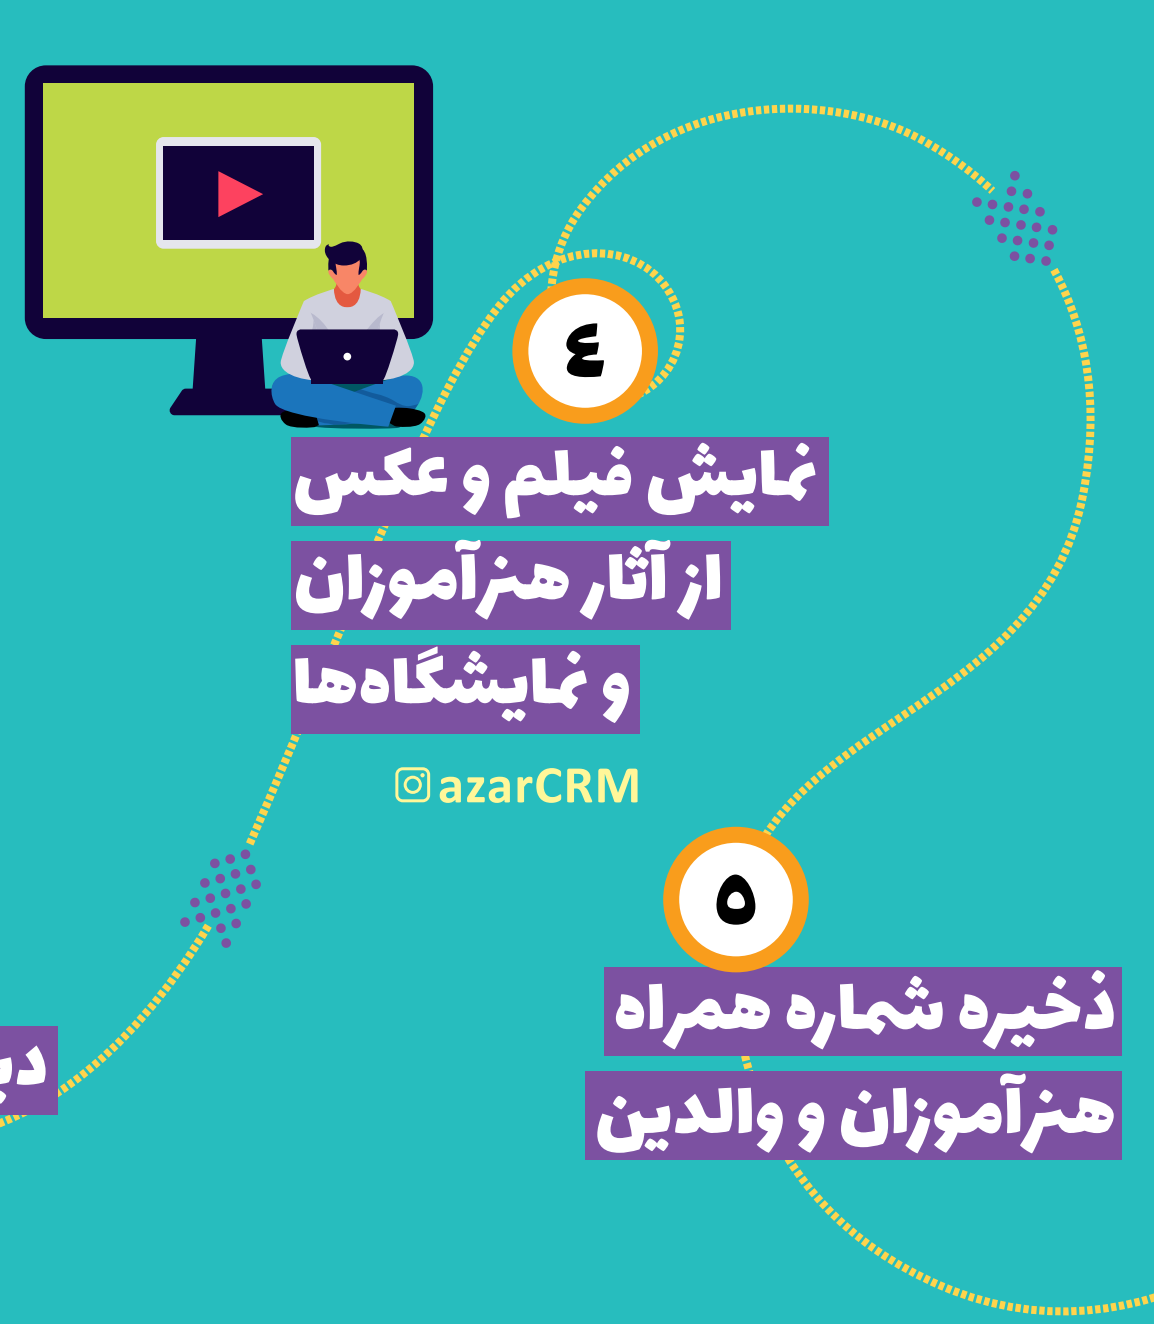 ٤
نمایش فیلم و عکس
از آثار هنرآموزان
و نمایشگاه‌ها
azarCRM
٥
ذخیره شماره همراه
هنرآموزان و والدین